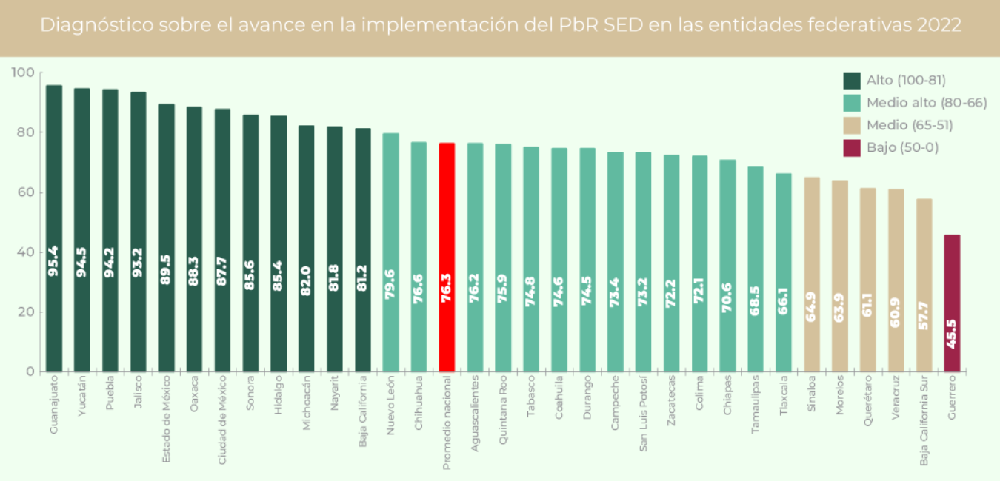 Diagnóstico sobre el avance en la implementación del PbR SED en las entidades federativas 2022
Alto (100-81)
Medio alto (80-66)
Medio (65-51)
Bajo (50-0)
100
80
60
40
20
0
95.4
94.5
94.2
93.2
89.5
88.3
87.7
85.6
85.4
82.0
81.8
81.2
79.6
76.6
76.3
76.2
75.9
74.8
74.6
74.5
73.4
73.2
72.2
72.1
70.6
68.5
66.1
64.9
63.9
61.1
60.9
57.7
45.5
Guanajuato
Yucatán
Puebla
Jalisco
Estado de México
Oaxaca
Ciudad de México
Sonora
Hidalgo
Michoacán
Nayarit
Baja California
Nuevo León
Chihuahua
Promedio nacional
Aguascalientes
Quintana Roo
Tabasco
Coahuila
Durango
Campeche
San Luis Potosí
Zacatecas
Colima
Chiapas
Tamaulipas
Tlaxcala
Sinaloa
Morelos
Querétaro
Veracruz
Baja California Sur
Guerrero